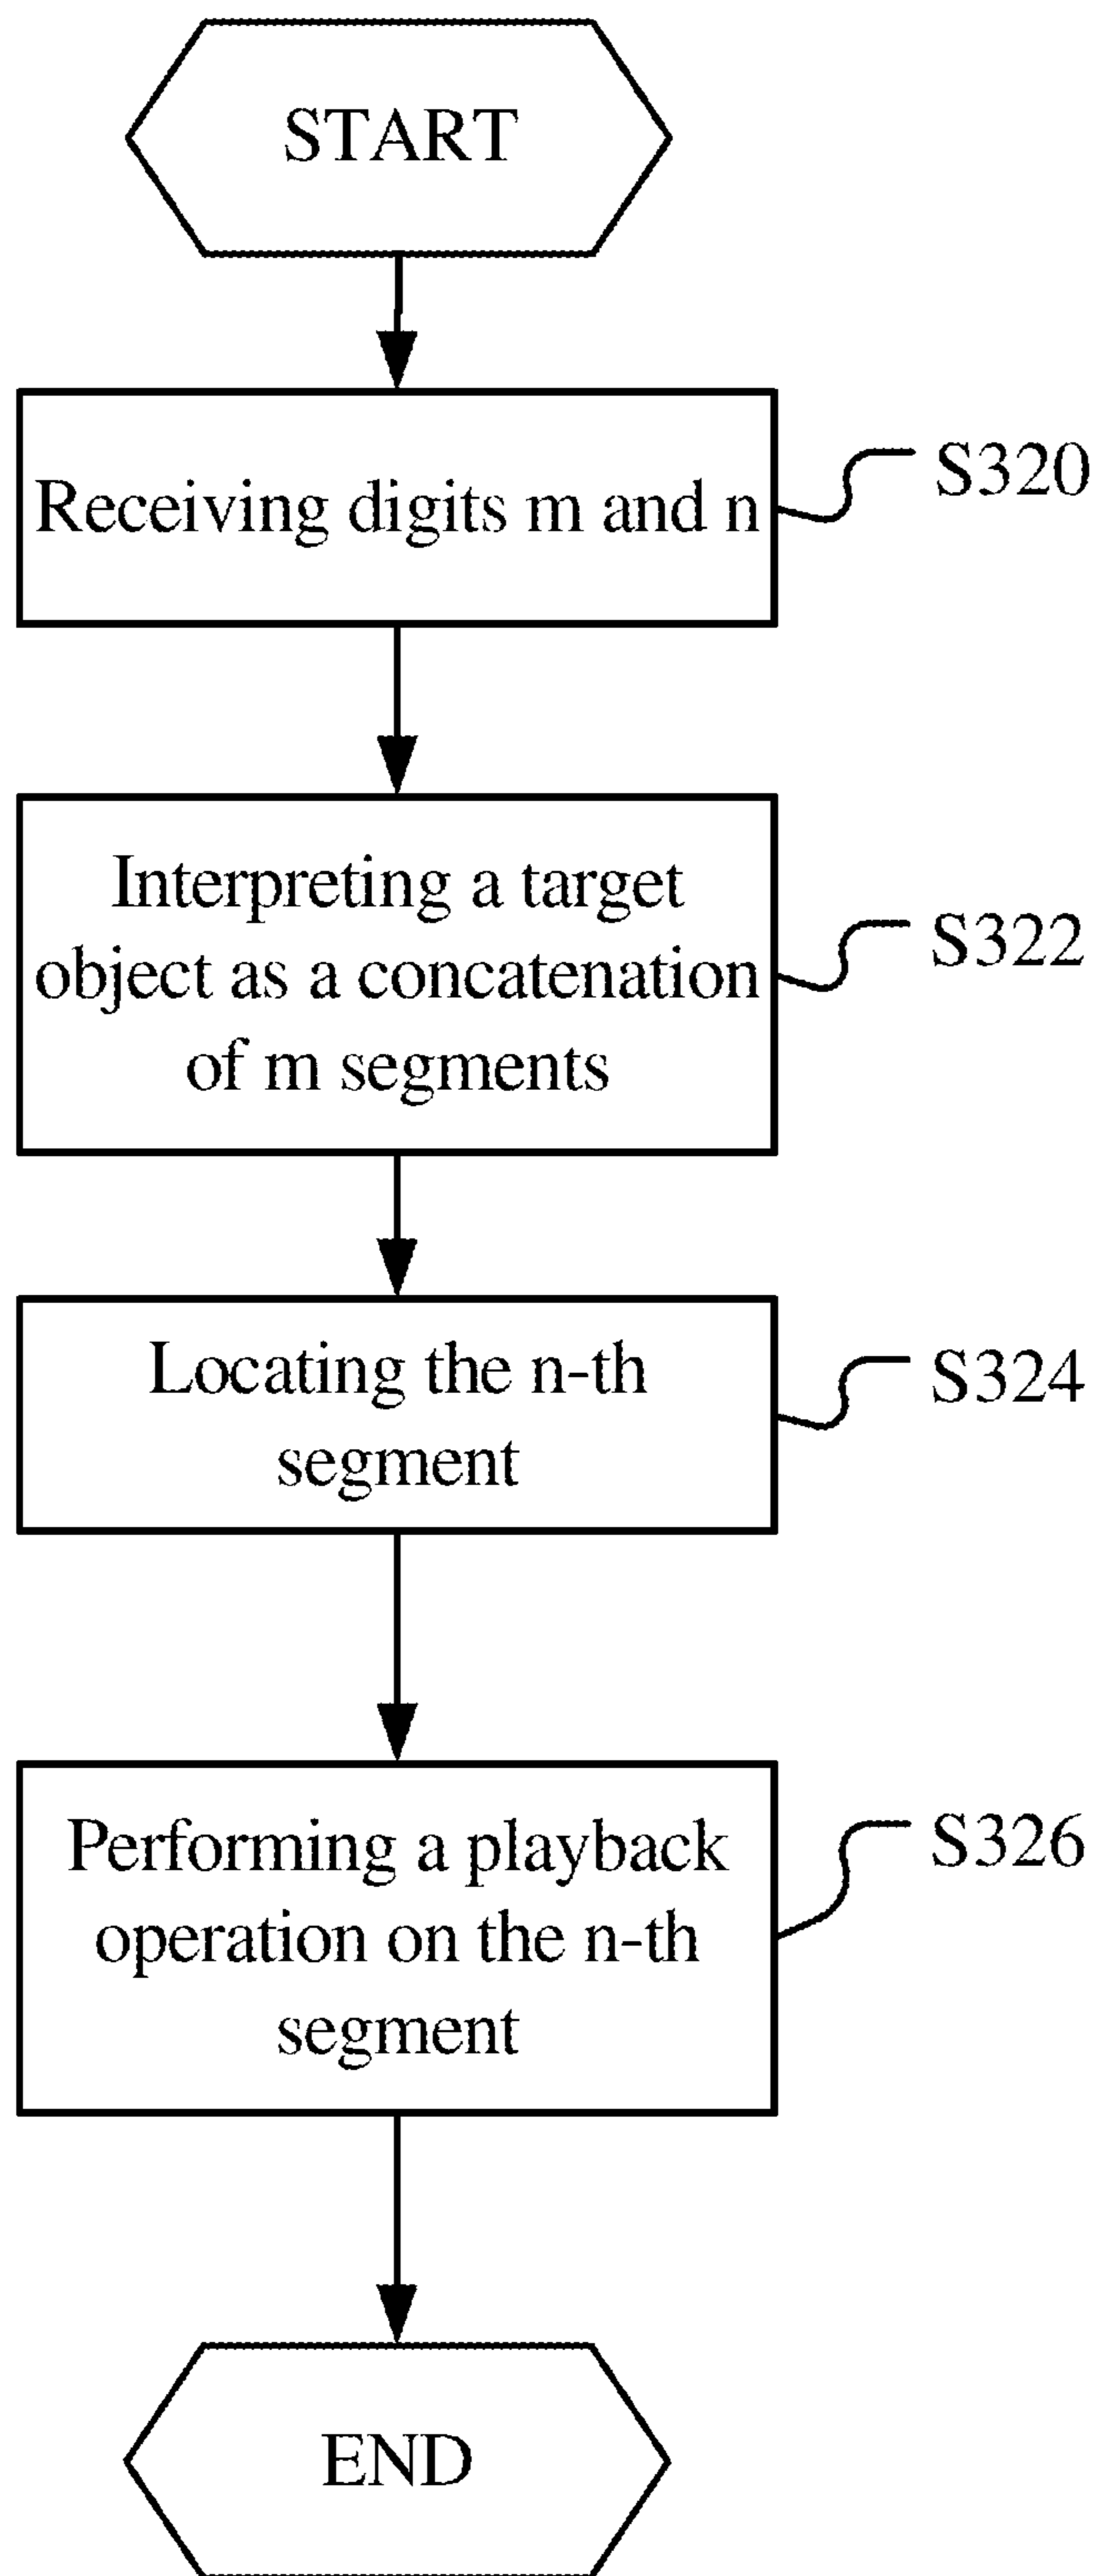 START
Receiving digits m and n
S320
Interpreting a target
object as a concatenation
of m segments
S322
Locating the n-th
segment
S324
Performing a playback
operation on the n-th
segment
S326
END